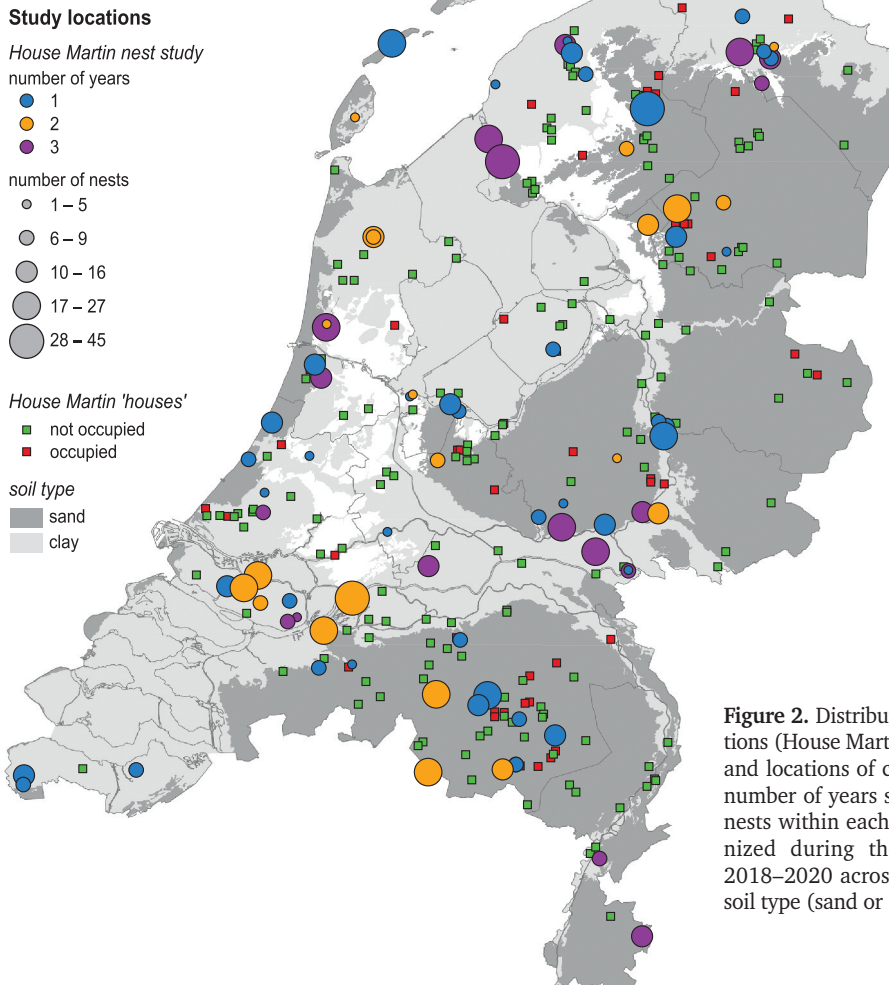 Study locations
House Martin nest study
number of years
1
2
3
number of nests
1 – 5
6 – 9
10 – 16
17 – 27
28 – 45
House Martin 'houses'
not occupied
occupied
soil type
sand
clay
Figure 2. Distribu
tions (House Mart
and locations of c
number of years s
nests within each
nized during th
2018–2020 across
soil type (sand or